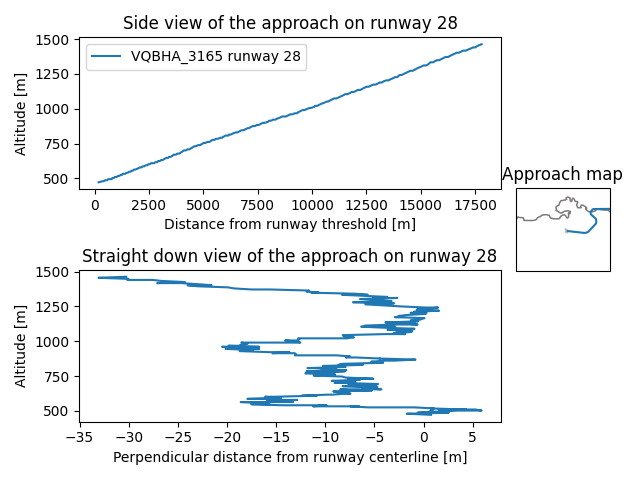 Side view of the approach on runway 28
1500
1250
1000
750
500
Altitude [m]
VQBHA_3165 runway 28
0 2500 5000 7500 10000 12500 15000 17500
Distance from runway threshold [m]
Approach map
Straight down view of the approach on runway 28
1500
1250
1000
750
500
Altitude [m]
−35 −30 −25 −20 −15 −10 −5 0 5
Perpendicular distance from runway centerline [m]